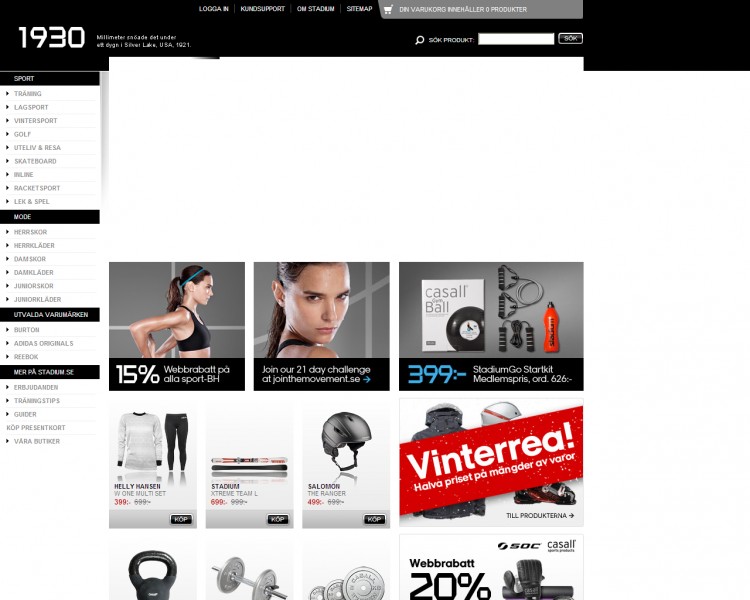 LOGGA IN | KUNDSUPPORT | OM STADIUM | SITEMAP
DIN VARUKORG INNEHÅLLER 0 PRODUKTER
1930
Millimeter snöade det under
ett dygn i Silver Lake, USA, 1921.
SÖK PRODUKT:
SÖK
SPORT
TRÄNING
LAGSPORT
VINTERSPORT
GOLF
UTELIV & RESA
SKATEBOARD
INLINE
RACKETSPORT
LEK & SPEL
MODE
HERRSKOR
HERRKLÄDER
DAMSKOR
DAMKLÄDER
JUNIORSKOR
JUNIORKLÄDER
UTVALDA VARUMÄRKEN
BURTON
ADIDAS ORIGINALS
REEBOK
MER PÅ STADIUM.SE
ERBJUDANDEN
TRÄNINGSTIPS
GUIDER
KÖP PRESENTKORT
VÅRA BUTIKER
15% Webbrabatt på
alla sport-BH
Join our 21 day challenge
at jointhemovement.se →
casall
Ball
399:- StadiumGo Startkit
Medlemspris, ord. 626:-
HELLY HANSEN
W ONE MULTI SET
399:- 699:-
KÖP
STADIUM
XTREME TEAM L
699:- 999:-
KÖP
SALOMON
THE RANGER
499:- 699:-
KÖP
Vinterrea!
Halva priset på mängder av varor
TILL PRODUKTERNA →
CASALL
SOC
casall
sports products
Webbrabatt
20%